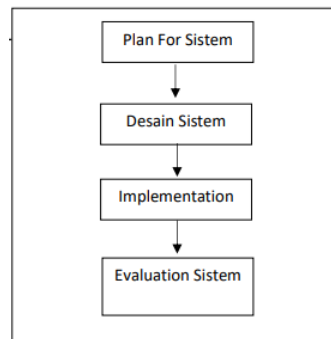 Plan For Sistem
Desain Sistem
Implementation
Evaluation Sistem